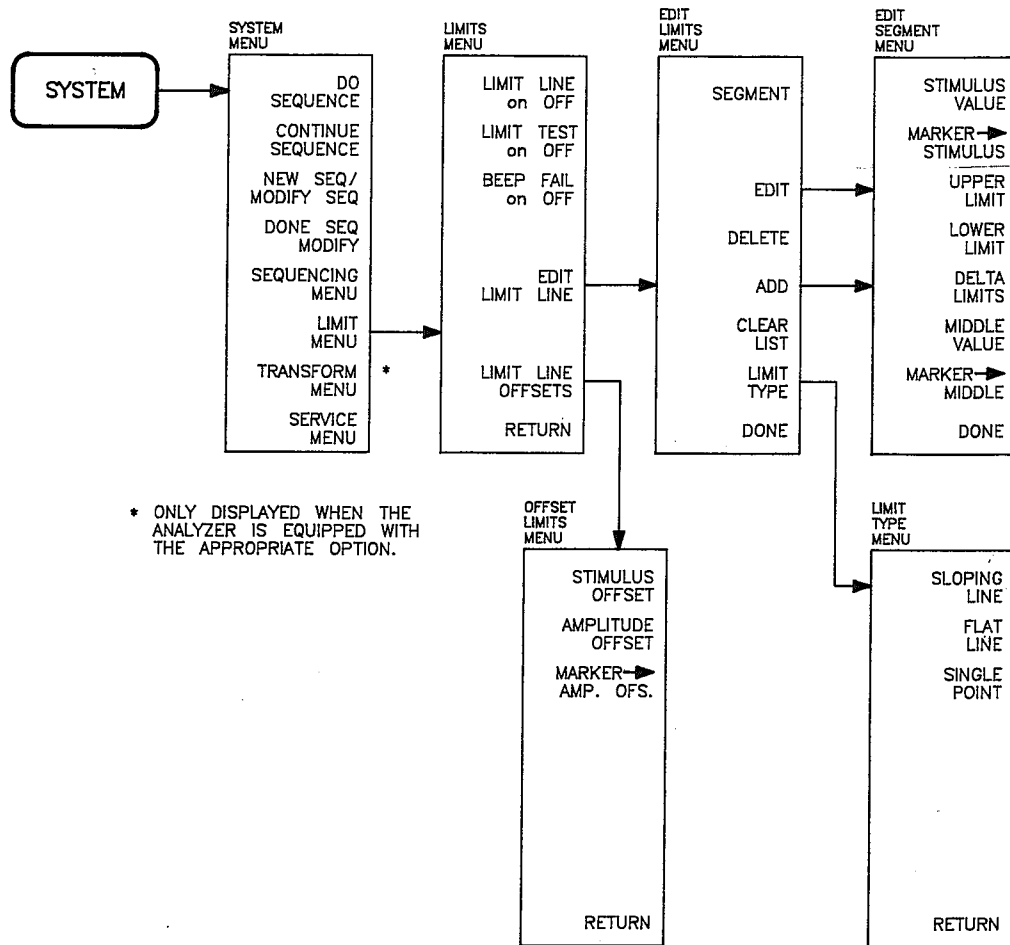 SYSTEM
SYSTEM
MENU
DO
SEQUENCE
CONTINUE
SEQUENCE
NEW SEQ/
MODIFY SEQ
DONE SEQ
MODIFY
SEQUENCING
MENU
LIMIT
MENU
TRANSFORM *
MENU
SERVICE
MENU
* ONLY DISPLAYED WHEN THE
ANALYZER IS EQUIPPED WITH
THE APPROPRIATE OPTION.
LIMITS
MENU
LIMIT LINE
on OFF
LIMIT TEST
on OFF
BEEP FAIL
on OFF
EDIT
LIMIT LINE
LIMIT LINE
OFFSETS
RETURN
EDIT
LIMITS
MENU
SEGMENT
EDIT
DELETE
ADD
CLEAR
LIST
LIMIT
TYPE
DONE
EDIT
SEGMENT
MENU
STIMULUS
VALUE
MARKER→
STIMULUS
UPPER
LIMIT
LOWER
LIMIT
DELTA
LIMITS
MIDDLE
VALUE
MARKER→
MIDDLE
DONE
OFFSET
LIMITS
MENU
STIMULUS
OFFSET
AMPLITUDE
OFFSET
MARKER→
AMP. OFS.
RETURN
LIMIT
TYPE
MENU
SLOPING
LINE
FLAT
LINE
SINGLE
POINT
RETURN